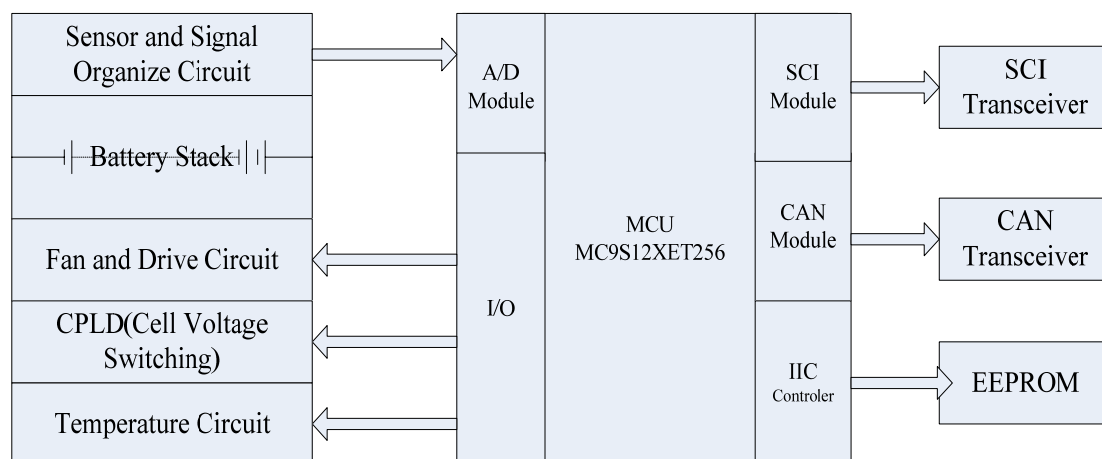 Sensor and Signal
Organize Circuit
Battery Stack
Fan and Drive Circuit
CPLD(Cell Voltage
Switching)
Temperature Circuit
A/D
Module
I/O
MCU
MC9S12XET256
SCI
Module
CAN
Module
IIC
Controler
SCI
Transceiver
CAN
Transceiver
EEPROM